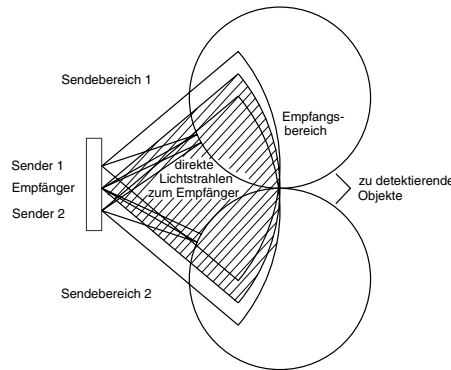 Sendebereich 1
Empfangs-
bereich
Sender 1
Empfänger
Sender 2
direkte
Lichtstrahlen
zum Empfänger
zu detektierende
Objekte
Sendebereich 2